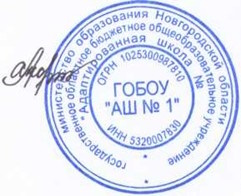 министерство образования Новгородской области
государственное областное бюджетное общеобразовательное учреждение
"Адаптированная школа №
ОГРН 1025300987810
ГОБОУ
"АШ № 1"
ИНН 5320007830